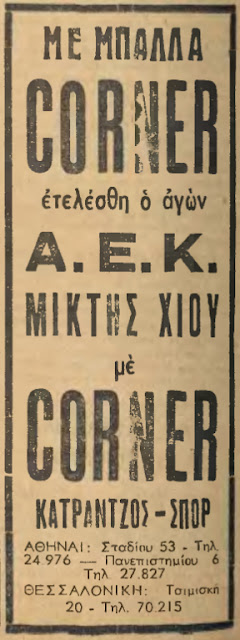 ΜΕ ΜΠΑΛΛΑ
CORNER
ἐτελέσθη ὁ ἀγὼν
Α.Ε.Κ.
ΜΙΚΤΗΣ ΧΙΟΥ
μὲ
CORNER
ΚΑΤΡΑΝΤΖΟΣ - ΣΠΟΡ
ΑΘΗΝΑΙ: Σταδίου 53 - Τηλ.
24.976 — Πανεπιστημίου 6
Τηλ. 27.827
ΘΕΣΣΑΛΟΝΙΚΗ: Τσιμισκῆ
20 - Τηλ. 70.215